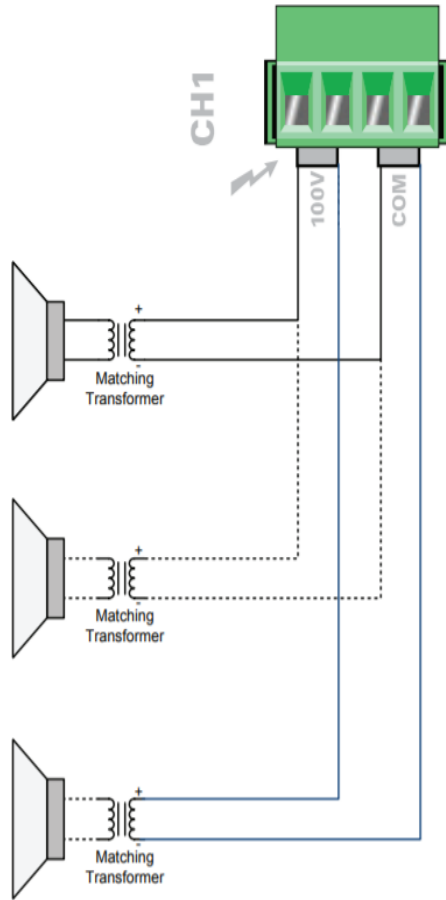 CH1
100V
COM
+
-
Matching
Transformer
+
-
Matching
Transformer
+
-
Matching
Transformer